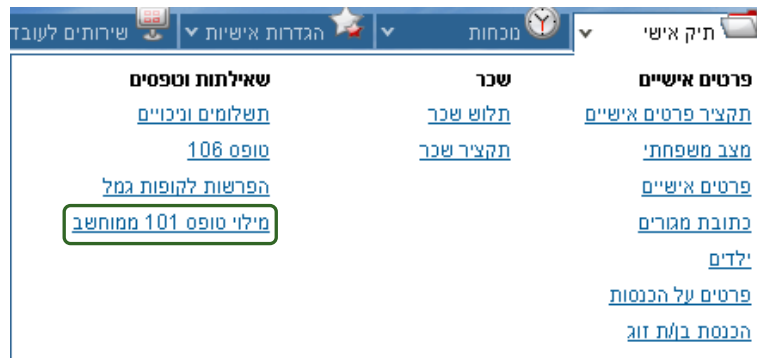 תיק אישי
נוכחות
הגדרות אישיות
שירותים לעובד
פרטים אישיים
תקציר פרטים אישיים
מצב משפחתי
פרטים אישיים
כתובת מגורים
ילדים
פרטים על הכנסות
הכנסת בן/ת זוג
שכר
תלוש שכר
תקציר שכר
שאילתות וטפסים
תשלומים וניכויים
טופס 106
הפרשות לקופות גמל
מילוי טופס 101 ממוחשב